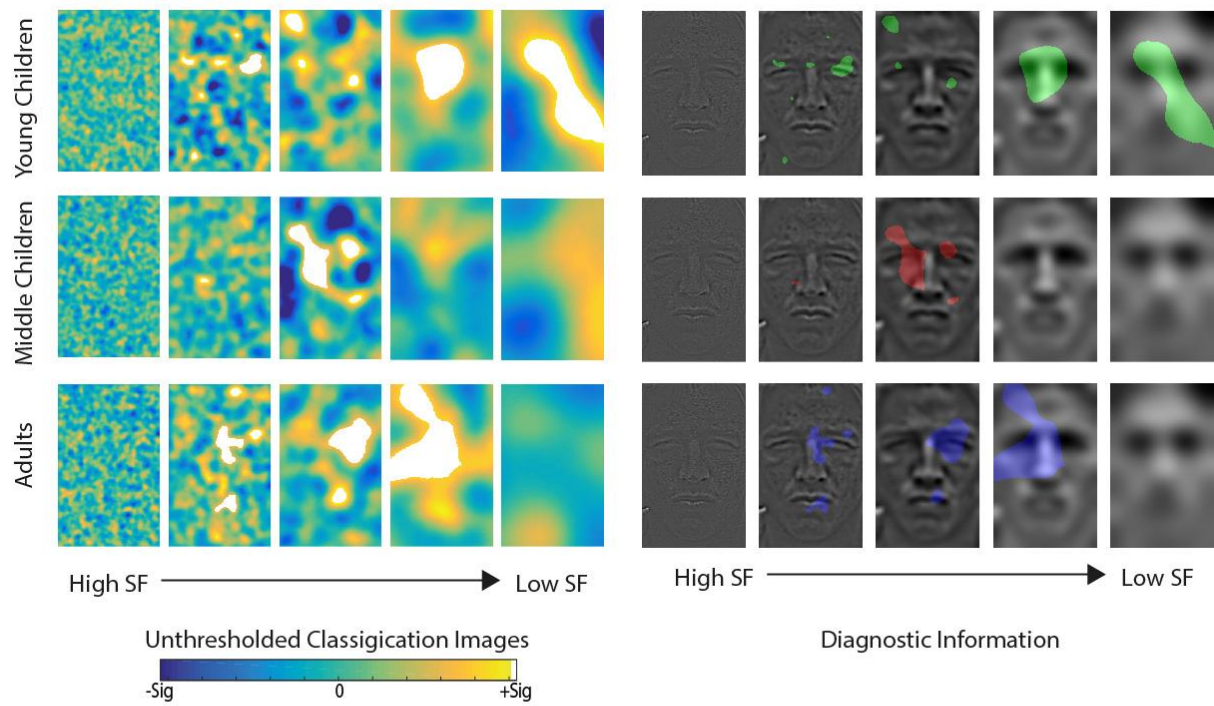 Young Children
Middle Children
Adults
High SF
Low SF
High SF
Low SF
Unthresholded Classigication Images
Diagnostic Information
-Sig
0
+Sig